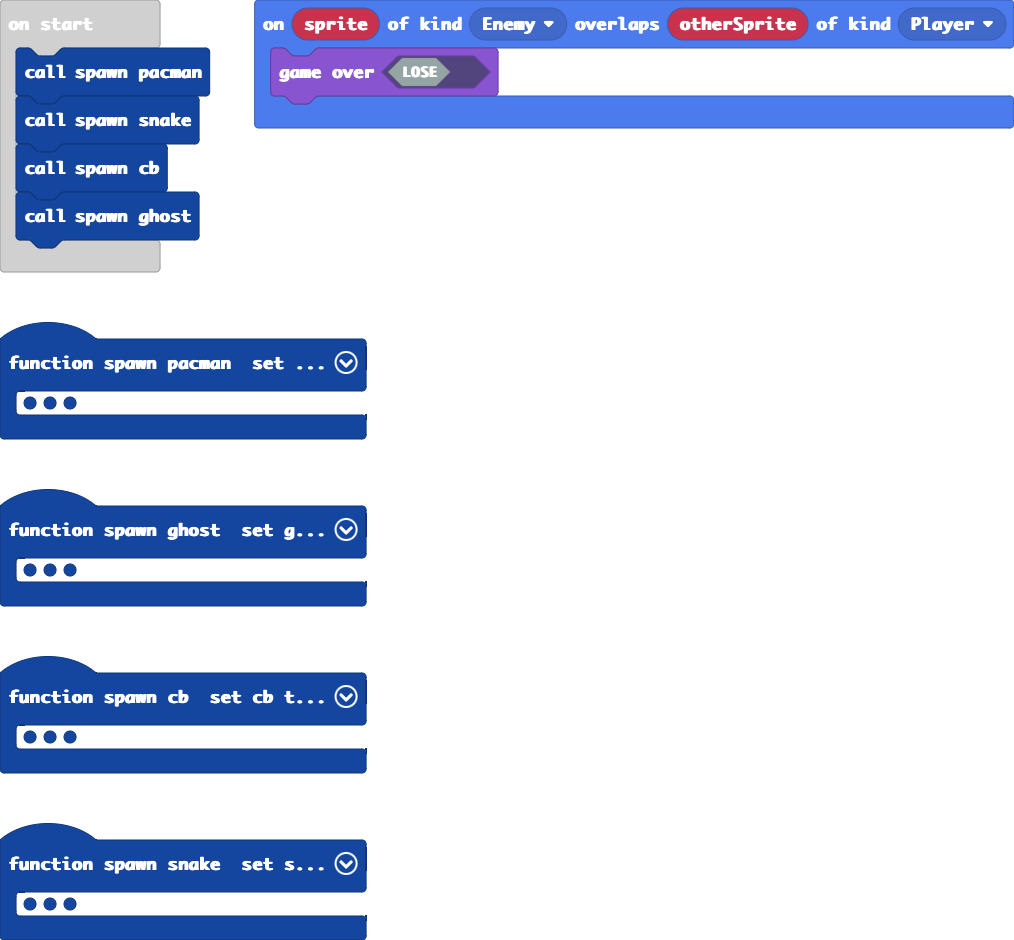 on start
call spawn pacman
call spawn snake
call spawn cb
call spawn ghost
on sprite of kind Enemy overlaps otherSprite of kind Player
game over LOSE
function spawn pacman set ...
function spawn ghost set g...
function spawn cb set cb t...
function spawn snake set s...